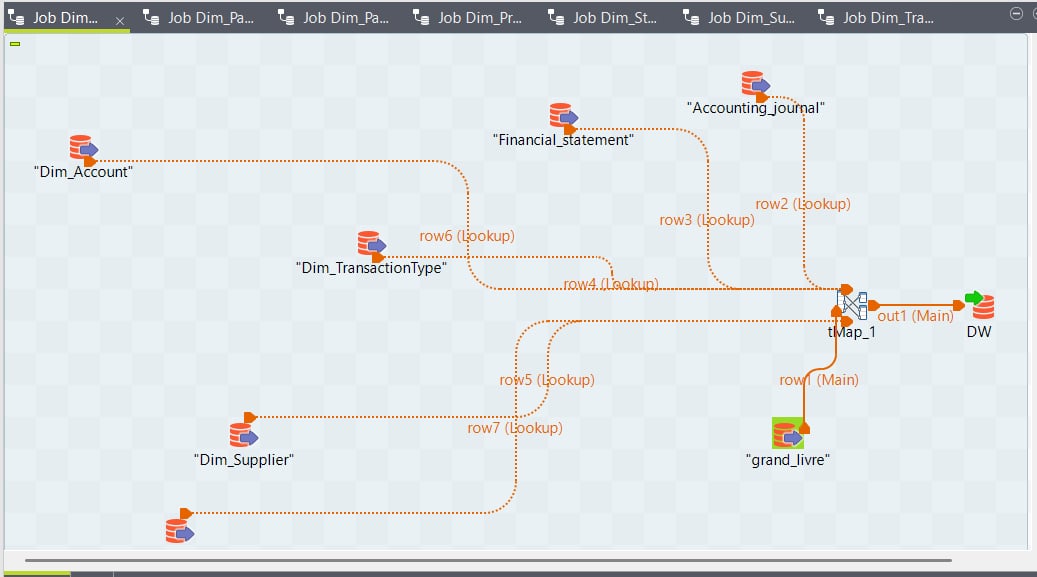 Job Dim...
Job Dim_Pa...
Job Dim_Pa...
Job Dim_Pr...
Job Dim_St...
Job Dim_Su...
Job Dim_Tra...
"Accounting_journal"
"Financial_statement"
"Dim_Account"
row2 (Lookup)
row3 (Lookup)
row6 (Lookup)
"Dim_TransactionType"
row4 (Lookup)
out1 (Main)
tMap_1
DW
row5 (Lookup)
row1 (Main)
row7 (Lookup)
"Dim_Supplier"
"grand_livre"